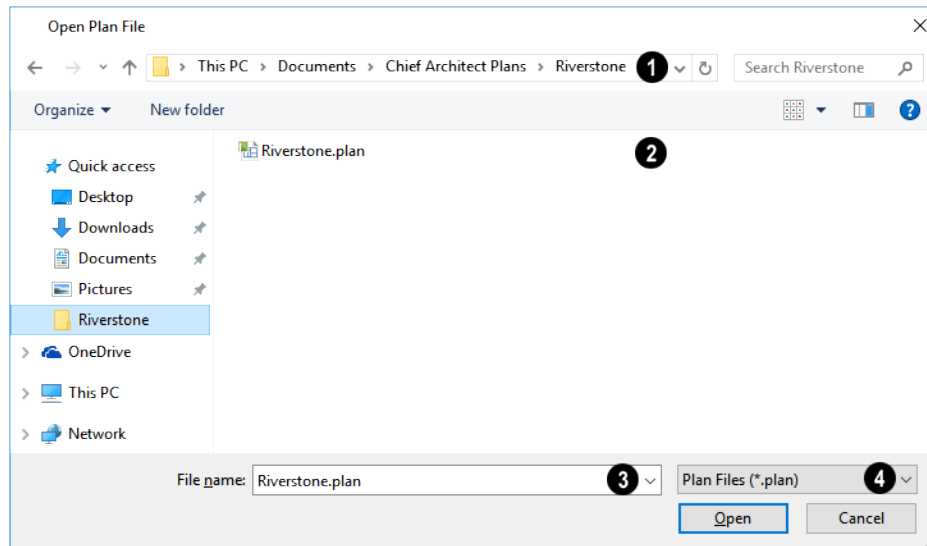 Open Plan File
This PC > Documents > Chief Architect Plans > Riverstone 1 Search Riverstone
Organize New folder
Riverstone.plan 2
Quick access
Desktop
Downloads
Documents
Pictures
Riverstone
OneDrive
This PC
Network
File name: Riverstone.plan 3 Plan Files (*.plan) 4
Open Cancel